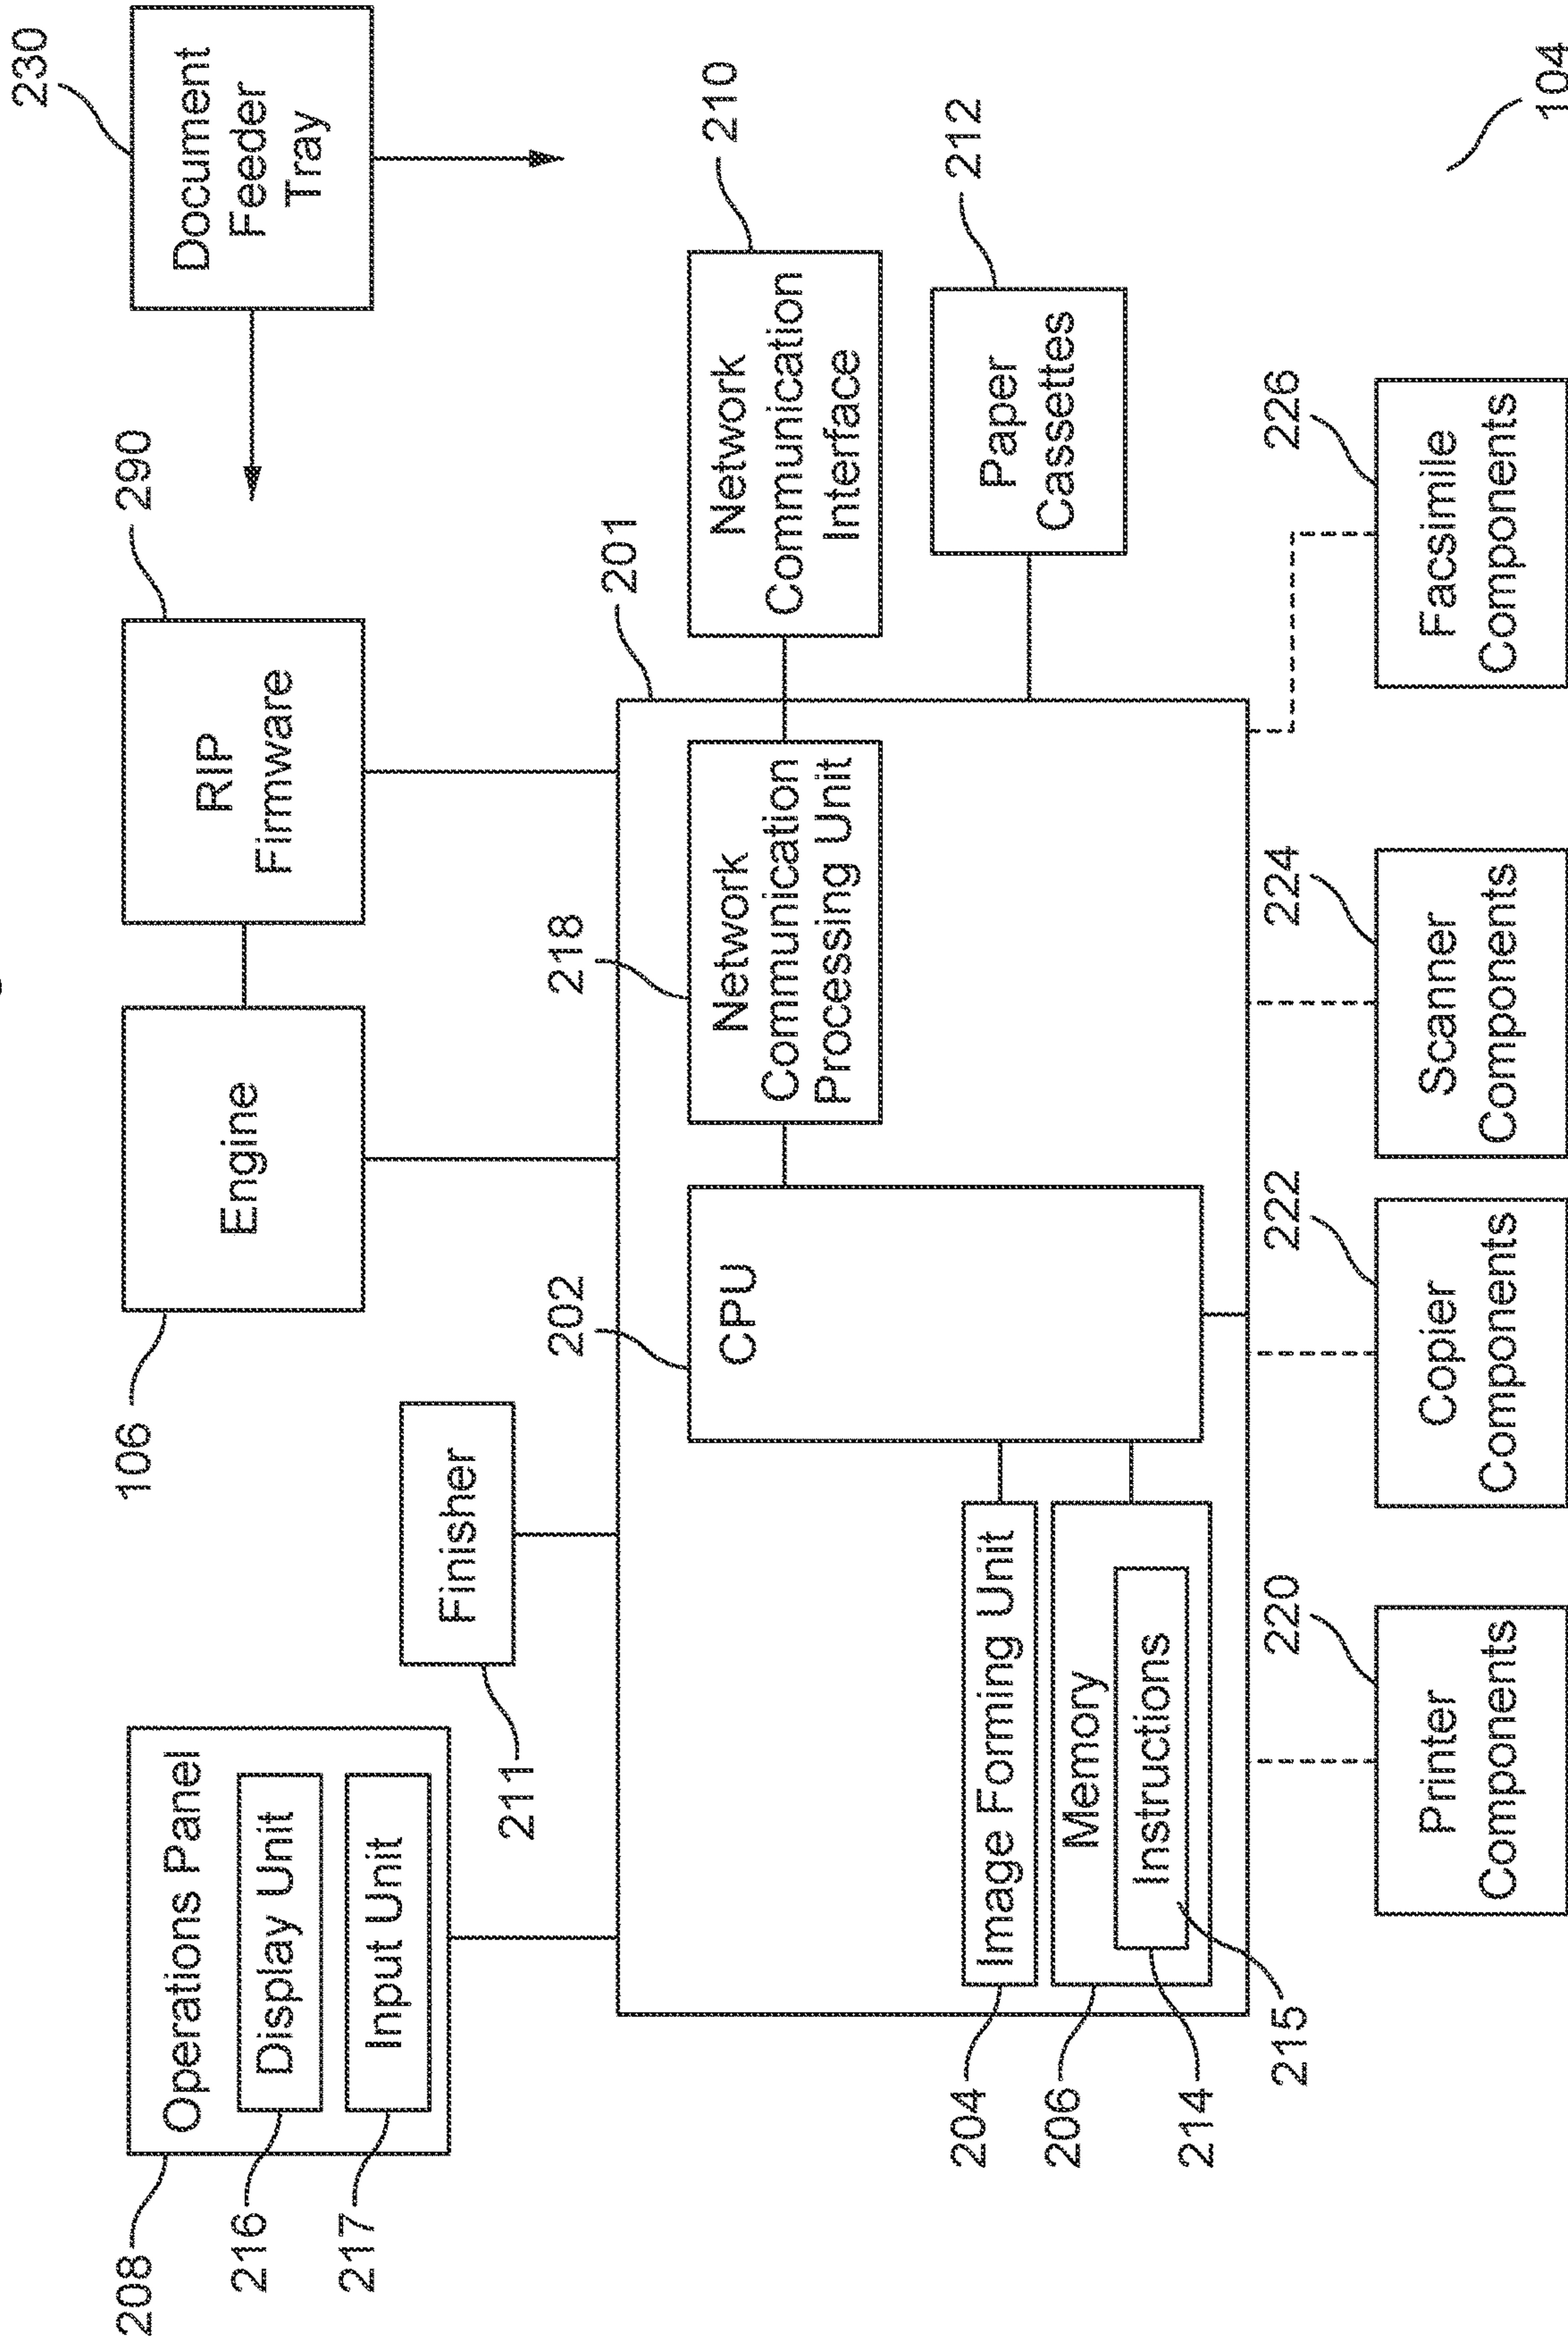 230
Document
Feeder
Tray
290
RIP
Firmware
106
Engine
208
Operations Panel
216
Display Unit
217
Input Unit
211
Finisher
201
210
Network
Communication
Interface
212
Paper
Cassettes
218
Network
Communication
Processing Unit
202
CPU
204
Image Forming Unit
206
Memory
214
Instructions
215
220
Printer
Components
222
Copier
Components
224
Scanner
Components
226
Facsimile
Components
104